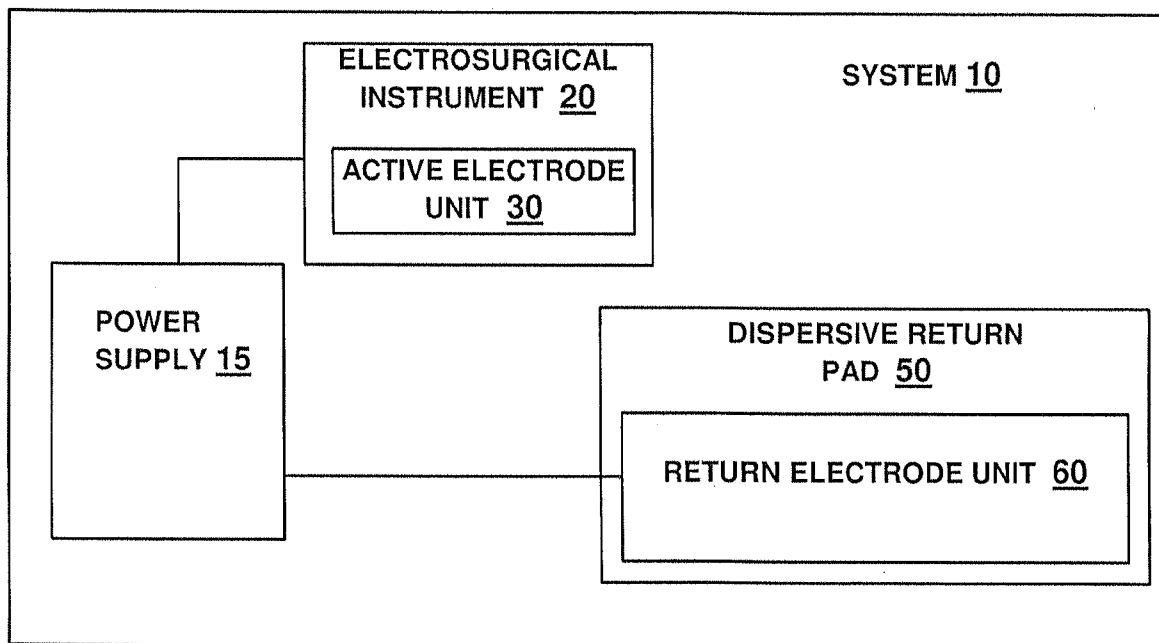 ELECTROSURGICAL
INSTRUMENT 20
SYSTEM 10
ACTIVE ELECTRODE
UNIT 30
POWER
SUPPLY 15
DISPERSIVE RETURN
PAD 50
RETURN ELECTRODE UNIT 60